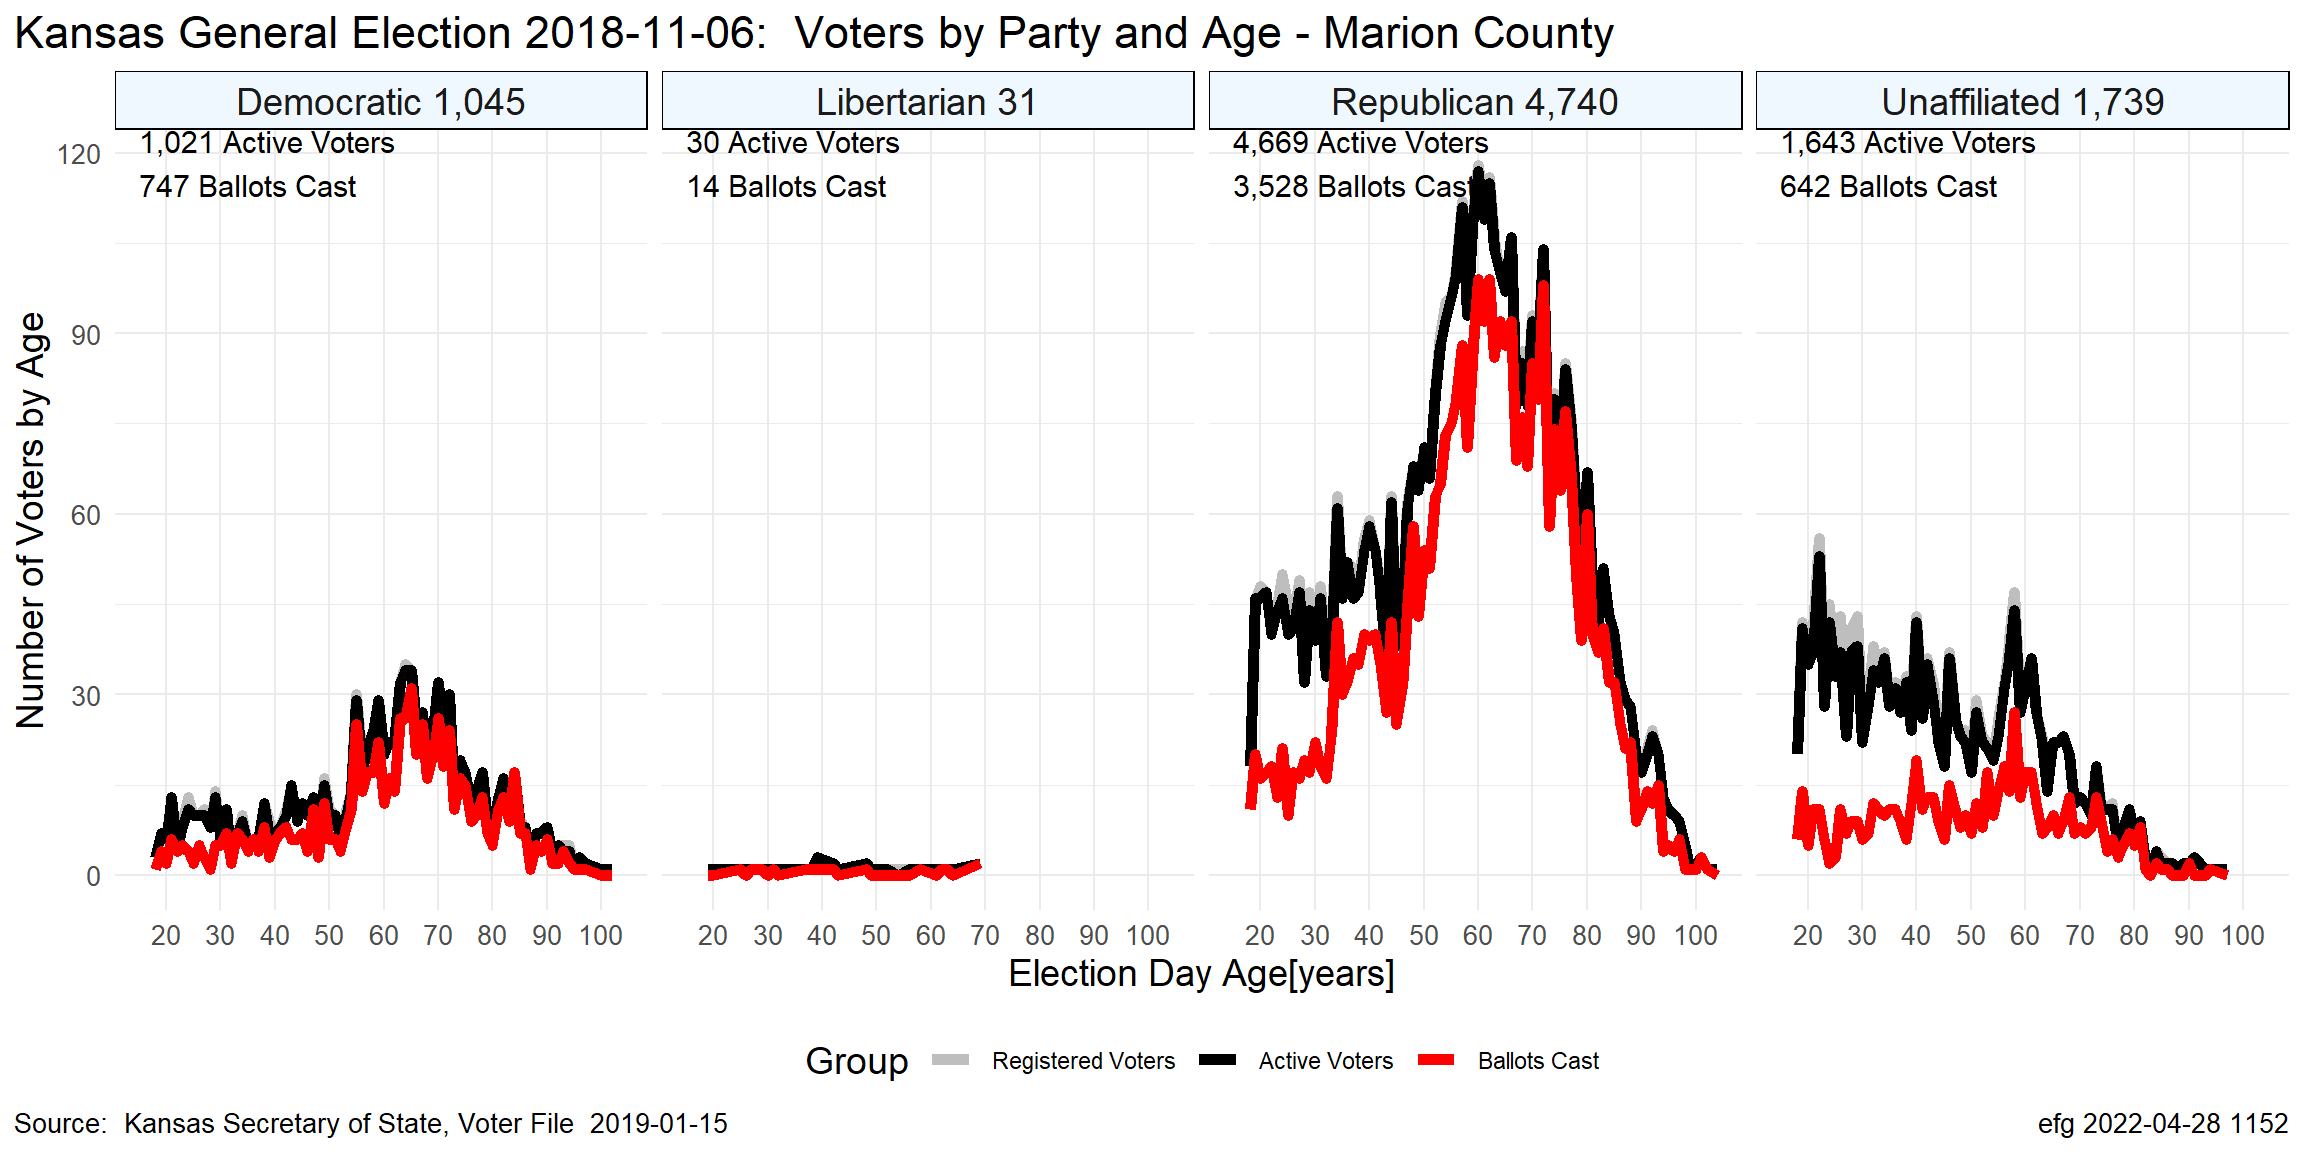 Kansas General Election 2018-11-06:  Voters by Party and Age - Marion County
Democratic 1,045
Libertarian 31
Republican 4,740
Unaffiliated 1,739
1,021 Active Voters
747 Ballots Cast
30 Active Voters
14 Ballots Cast
4,669 Active Voters
3,528 Ballots Cast
1,643 Active Voters
642 Ballots Cast
Number of Voters by Age
120
90
60
30
0
20 30 40 50 60 70 80 90 100
20 30 40 50 60 70 80 90 100
20 30 40 50 60 70 80 90 100
20 30 40 50 60 70 80 90 100
Election Day Age[years]
Group Registered Voters Active Voters Ballots Cast
Source:  Kansas Secretary of State, Voter File  2019-01-15
efg 2022-04-28 1152